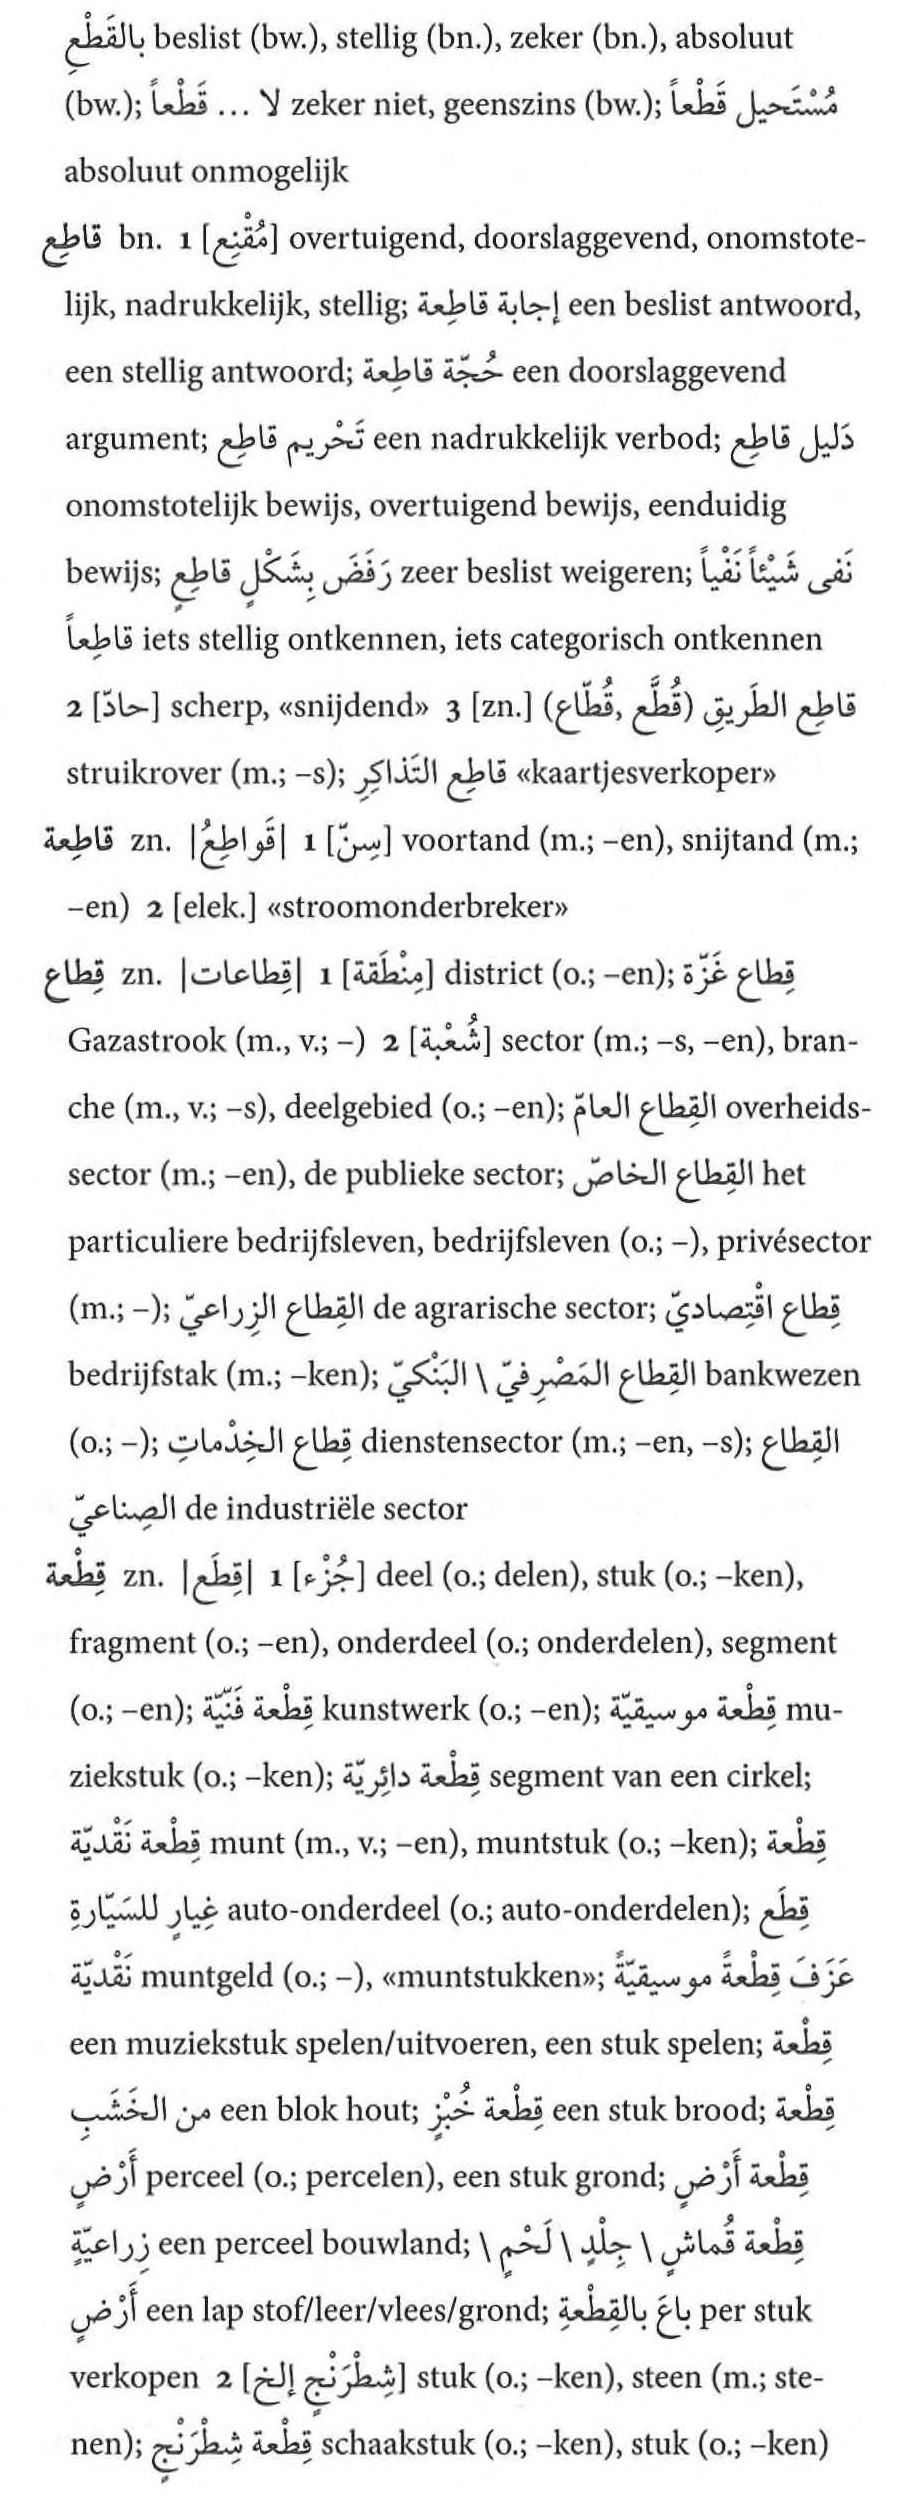 بالقَطْعِ beslist (bw.), stellig (bn.), zeker (bn.), absoluut
(bw.); لا ... قَطْعاً zeker niet, geenszins (bw.); مُسْتَحيل قَطْعاً
absoluut onmogelijk
قاطِع bn. 1 [مُقْنِع] overtuigend, doorslaggevend, onomstote-
lijk, nadrukkelijk, stellig; إجابة قاطِعة een beslist antwoord,
een stellig antwoord; حُجّة قاطِعة een doorslaggevend
argument; تَحْريم قاطِع een nadrukkelijk verbod; دَليل قاطِع
onomstotelijk bewijs, overtuigend bewijs, eenduidig
bewijs; رَفَضَ بِشَكْلٍ قاطِعٍ zeer beslist weigeren; نَفى شَيْئاً نَفْياً
قاطِعاً iets stellig ontkennen, iets categorisch ontkennen
2 [حادّ] scherp, «snijdend» 3 [zn.] (قُطَّع, قُطّاع) قاطِع الطَريقِ
struikrover (m.; –s); قاطِع التَذاكِرِ «kaartjesverkoper»
قاطِعة zn. |قَواطِعُ| 1 [سِنّ] voortand (m.; –en), snijtand (m.;
–en) 2 [elek.] «stroomonderbreker»
قِطاع zn. |قِطاعات| 1 [مِنْطَقة] district (o.; –en); قِطاع غَزّة
Gazastrook (m., v.; –) 2 [شُعْبة] sector (m.; –s, –en), bran-
che (m., v.; –s), deelgebied (o.; –en); القِطاع العامّ overheids-
sector (m.; –en), de publieke sector; القِطاع الخاصّ het
particuliere bedrijfsleven, bedrijfsleven (o.; –), privésector
(m.; –); القِطاع الزِراعيّ de agrarische sector; قِطاع اقْتِصاديّ
bedrijfstak (m.; –ken); القِطاع المَصْرِفيّ \ البَنْكيّ bankwezen
(o.; –); قِطاع الخِدْماتِ dienstensector (m.; –en, –s); القِطاع
الصِناعيّ de industriële sector
قِطْعة zn. |قِطَع| 1 [جُزْء] deel (o.; delen), stuk (o.; –ken),
fragment (o.; –en), onderdeel (o.; onderdelen), segment
(o.; –en); قِطْعة فَنّيّة kunstwerk (o.; –en); قِطْعة موسيقيّة mu-
ziekstuk (o.; –ken); قِطْعة دائِريّة segment van een cirkel;
قِطْعة نَقْديّة munt (m., v.; –en), muntstuk (o.; –ken); قِطْعة
غِيارٍ للسَيّارةِ auto-onderdeel (o.; auto-onderdelen); قِطَع
نَقْديّة muntgeld (o.; –), «muntstukken»; عَزَفَ قِطْعةً موسيقيّةً
een muziekstuk spelen/uitvoeren, een stuk spelen; قِطْعة
من الخَشَبِ een blok hout; قِطْعة خُبْزٍ een stuk brood; قِطْعة
أَرْضٍ perceel (o.; percelen), een stuk grond; قِطْعة أَرْضٍ
زِراعيّةٍ een perceel bouwland; قِطْعة قُماشٍ \ جِلْدٍ \ لَحْمٍ \
أَرْضٍ een lap stof/leer/vlees/grond; باعَ بالقِطْعةِ per stuk
verkopen 2 [شِطْرَنْجٍ إلخ] stuk (o.; –ken), steen (m.; ste-
nen); قِطْعة شِطْرَنْجٍ schaakstuk (o.; –ken), stuk (o.; –ken)